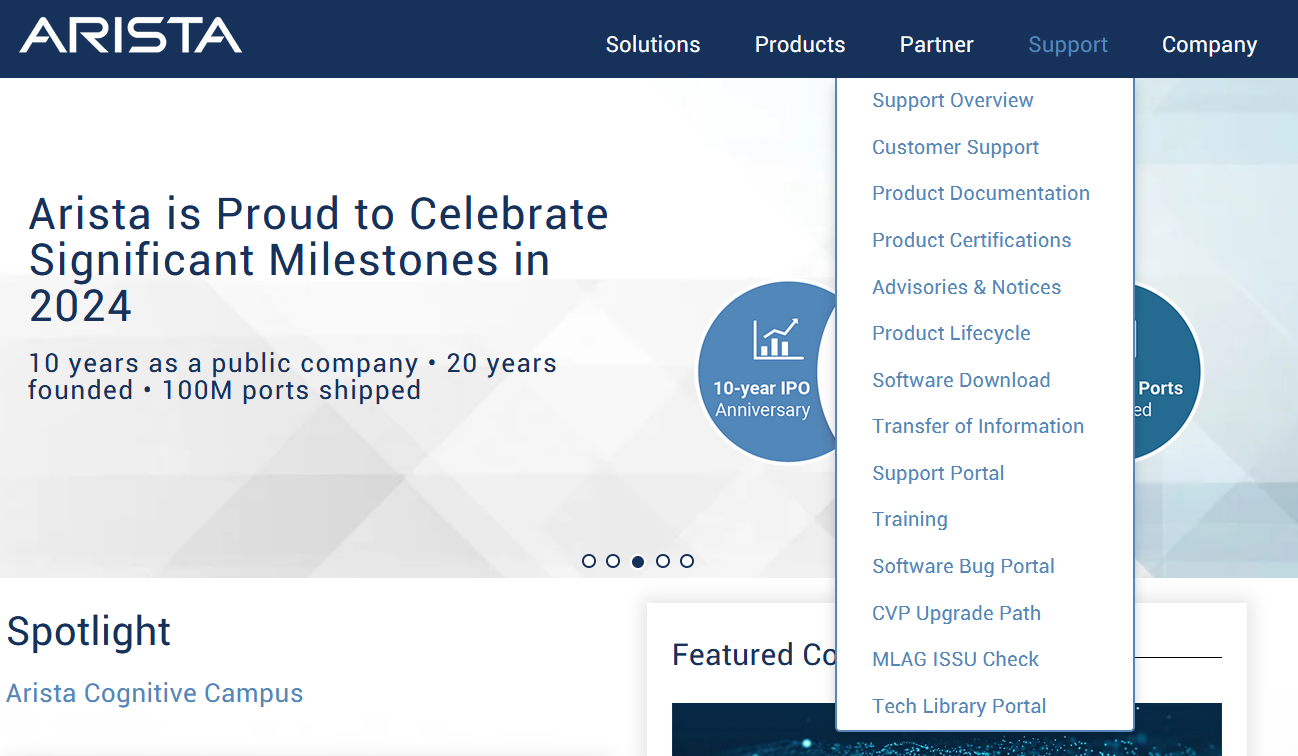 ARISTA
Solutions
Products
Partner
Support
Company
Support Overview
Customer Support
Product Documentation
Product Certifications
Advisories & Notices
Product Lifecycle
Software Download
Transfer of Information
Support Portal
Training
Software Bug Portal
CVP Upgrade Path
MLAG ISSU Check
Tech Library Portal
Arista is Proud to Celebrate
Significant Milestones in
2024
10 years as a public company • 20 years
founded • 100M ports shipped
10-year IPO
Anniversary
Ports
Spotlight
Arista Cognitive Campus
Featured